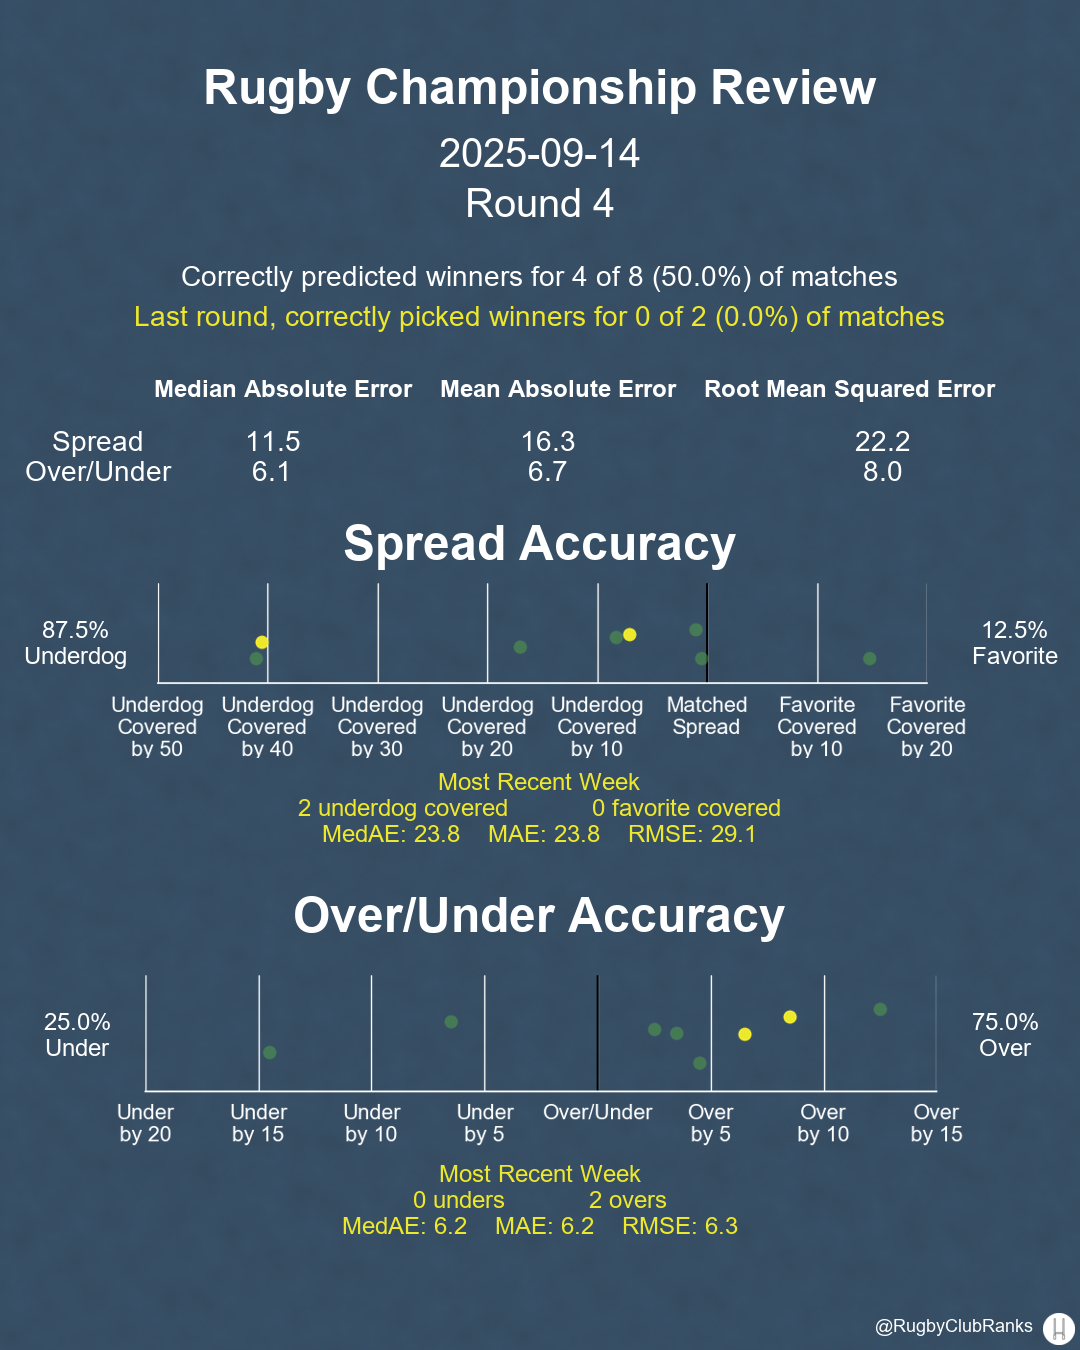 Rugby Championship Review
2025-09-14
Round 4
Correctly predicted winners for 4 of 8 (50.0%) of matches
Last round, correctly picked winners for 0 of 2 (0.0%) of matches
Median Absolute Error Mean Absolute Error Root Mean Squared Error
Spread 11.5 16.3 22.2
Over/Under 6.1 6.7 8.0
Spread Accuracy
87.5% 12.5%
Underdog Favorite
Underdog Underdog Underdog Underdog Underdog Matched Favorite Favorite
Covered Covered Covered Covered Covered Spread Covered Covered
by 50 by 40 by 30 by 20 by 10 by 10 by 20
Most Recent Week
2 underdog covered 0 favorite covered
MedAE: 23.8 MAE: 23.8 RMSE: 29.1
Over/Under Accuracy
25.0% 75.0%
Under Over
Under Under Under Under Over/Under Over Over Over
by 20 by 15 by 10 by 5 by 5 by 10 by 15
Most Recent Week
0 unders 2 overs
MedAE: 6.2 MAE: 6.2 RMSE: 6.3
@RugbyClubRanks